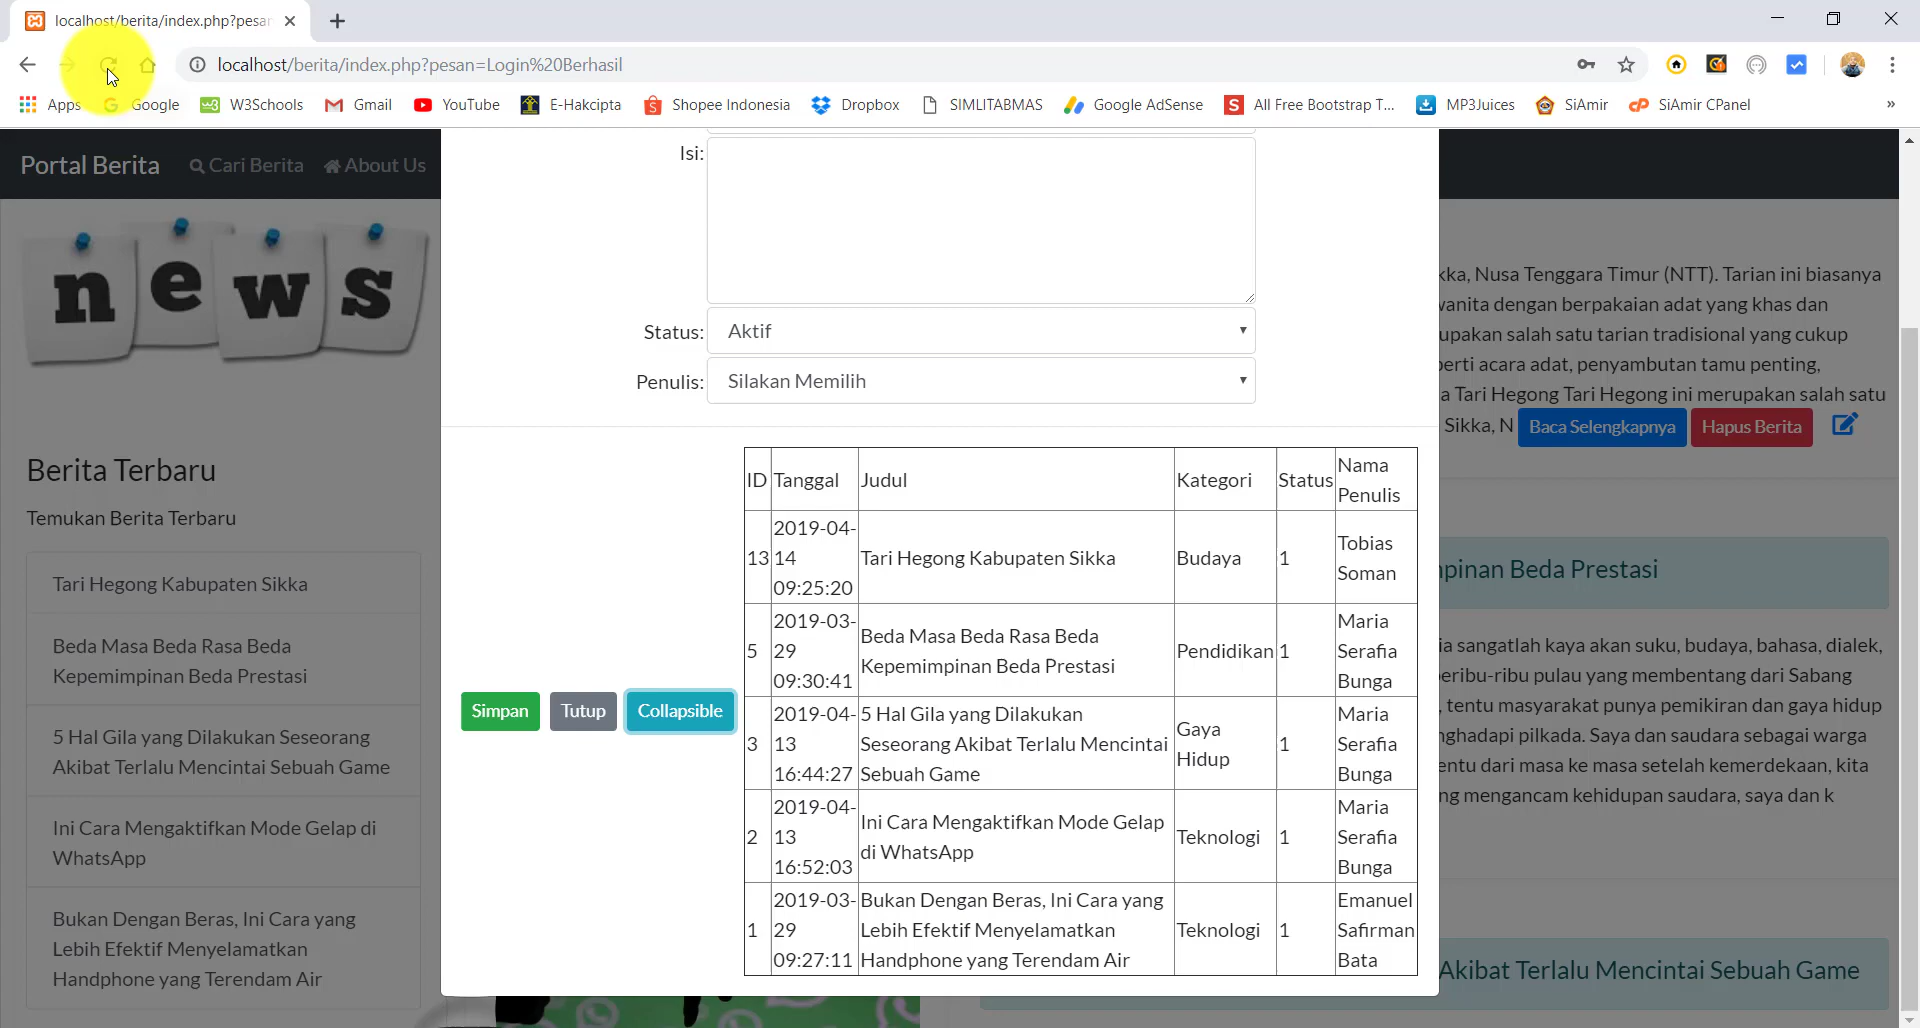 localhost/berita/index.php?pesan
localhost/berita/index.php?pesan=Login%20Berhasil
Apps
Google
W3Schools
Gmail
YouTube
E-Hakcipta
Shopee Indonesia
Dropbox
SIMLITABMAS
Google AdSense
All Free Bootstrap T...
MP3Juices
SiAmir
SiAmir CPanel
»
Portal Berita
Cari Berita
About Us
news
Berita Terbaru
Temukan Berita Terbaru
Tari Hegong Kabupaten Sikka
Beda Masa Beda Rasa Beda
Kepemimpinan Beda Prestasi
5 Hal Gila yang Dilakukan Seseorang
Akibat Terlalu Mencintai Sebuah Game
Ini Cara Mengaktifkan Mode Gelap di
WhatsApp
Bukan Dengan Beras, Ini Cara yang
Lebih Efektif Menyelamatkan
Handphone yang Terendam Air
Isi:
Status: Aktif
Penulis: Silakan Memilih
Simpan
Tutup
Collapsible
ID
Tanggal
Judul
Kategori
Status
Nama
Penulis
13
2019-04-
14
09:25:20
Tari Hegong Kabupaten Sikka
Budaya
1
Tobias
Soman
5
2019-03-
29
09:30:41
Beda Masa Beda Rasa Beda
Kepemimpinan Beda Prestasi
Pendidikan
1
Maria
Serafia
Bunga
3
2019-04-
13
16:44:27
5 Hal Gila yang Dilakukan
Seseorang Akibat Terlalu Mencintai
Sebuah Game
Gaya
Hidup
1
Maria
Serafia
Bunga
2
2019-04-
13
16:52:03
Ini Cara Mengaktifkan Mode Gelap
di WhatsApp
Teknologi
1
Maria
Serafia
Bunga
1
2019-03-
29
09:27:11
Bukan Dengan Beras, Ini Cara yang
Lebih Efektif Menyelamatkan
Handphone yang Terendam Air
Teknologi
1
Emanuel
Safirman
Bata
kka, Nusa Tenggara Timur (NTT). Tarian ini biasanya
wanita dengan berpakaian adat yang khas dan
upakan salah satu tarian tradisional yang cukup
perti acara adat, penyambutan tamu penting,
a Tari Hegong Tari Hegong ini merupakan salah satu
Sikka, N
Baca Selengkapnya
Hapus Berita
pinan Beda Prestasi
ia sangatlah kaya akan suku, budaya, bahasa, dialek,
eribu-ribu pulau yang membentang dari Sabang
, tentu masyarakat punya pemikiran dan gaya hidup
nghadapi pilkada. Saya dan saudara sebagai warga
entu dari masa ke masa setelah kemerdekaan, kita
ng mengancam kehidupan saudara, saya dan k
Akibat Terlalu Mencintai Sebuah Game